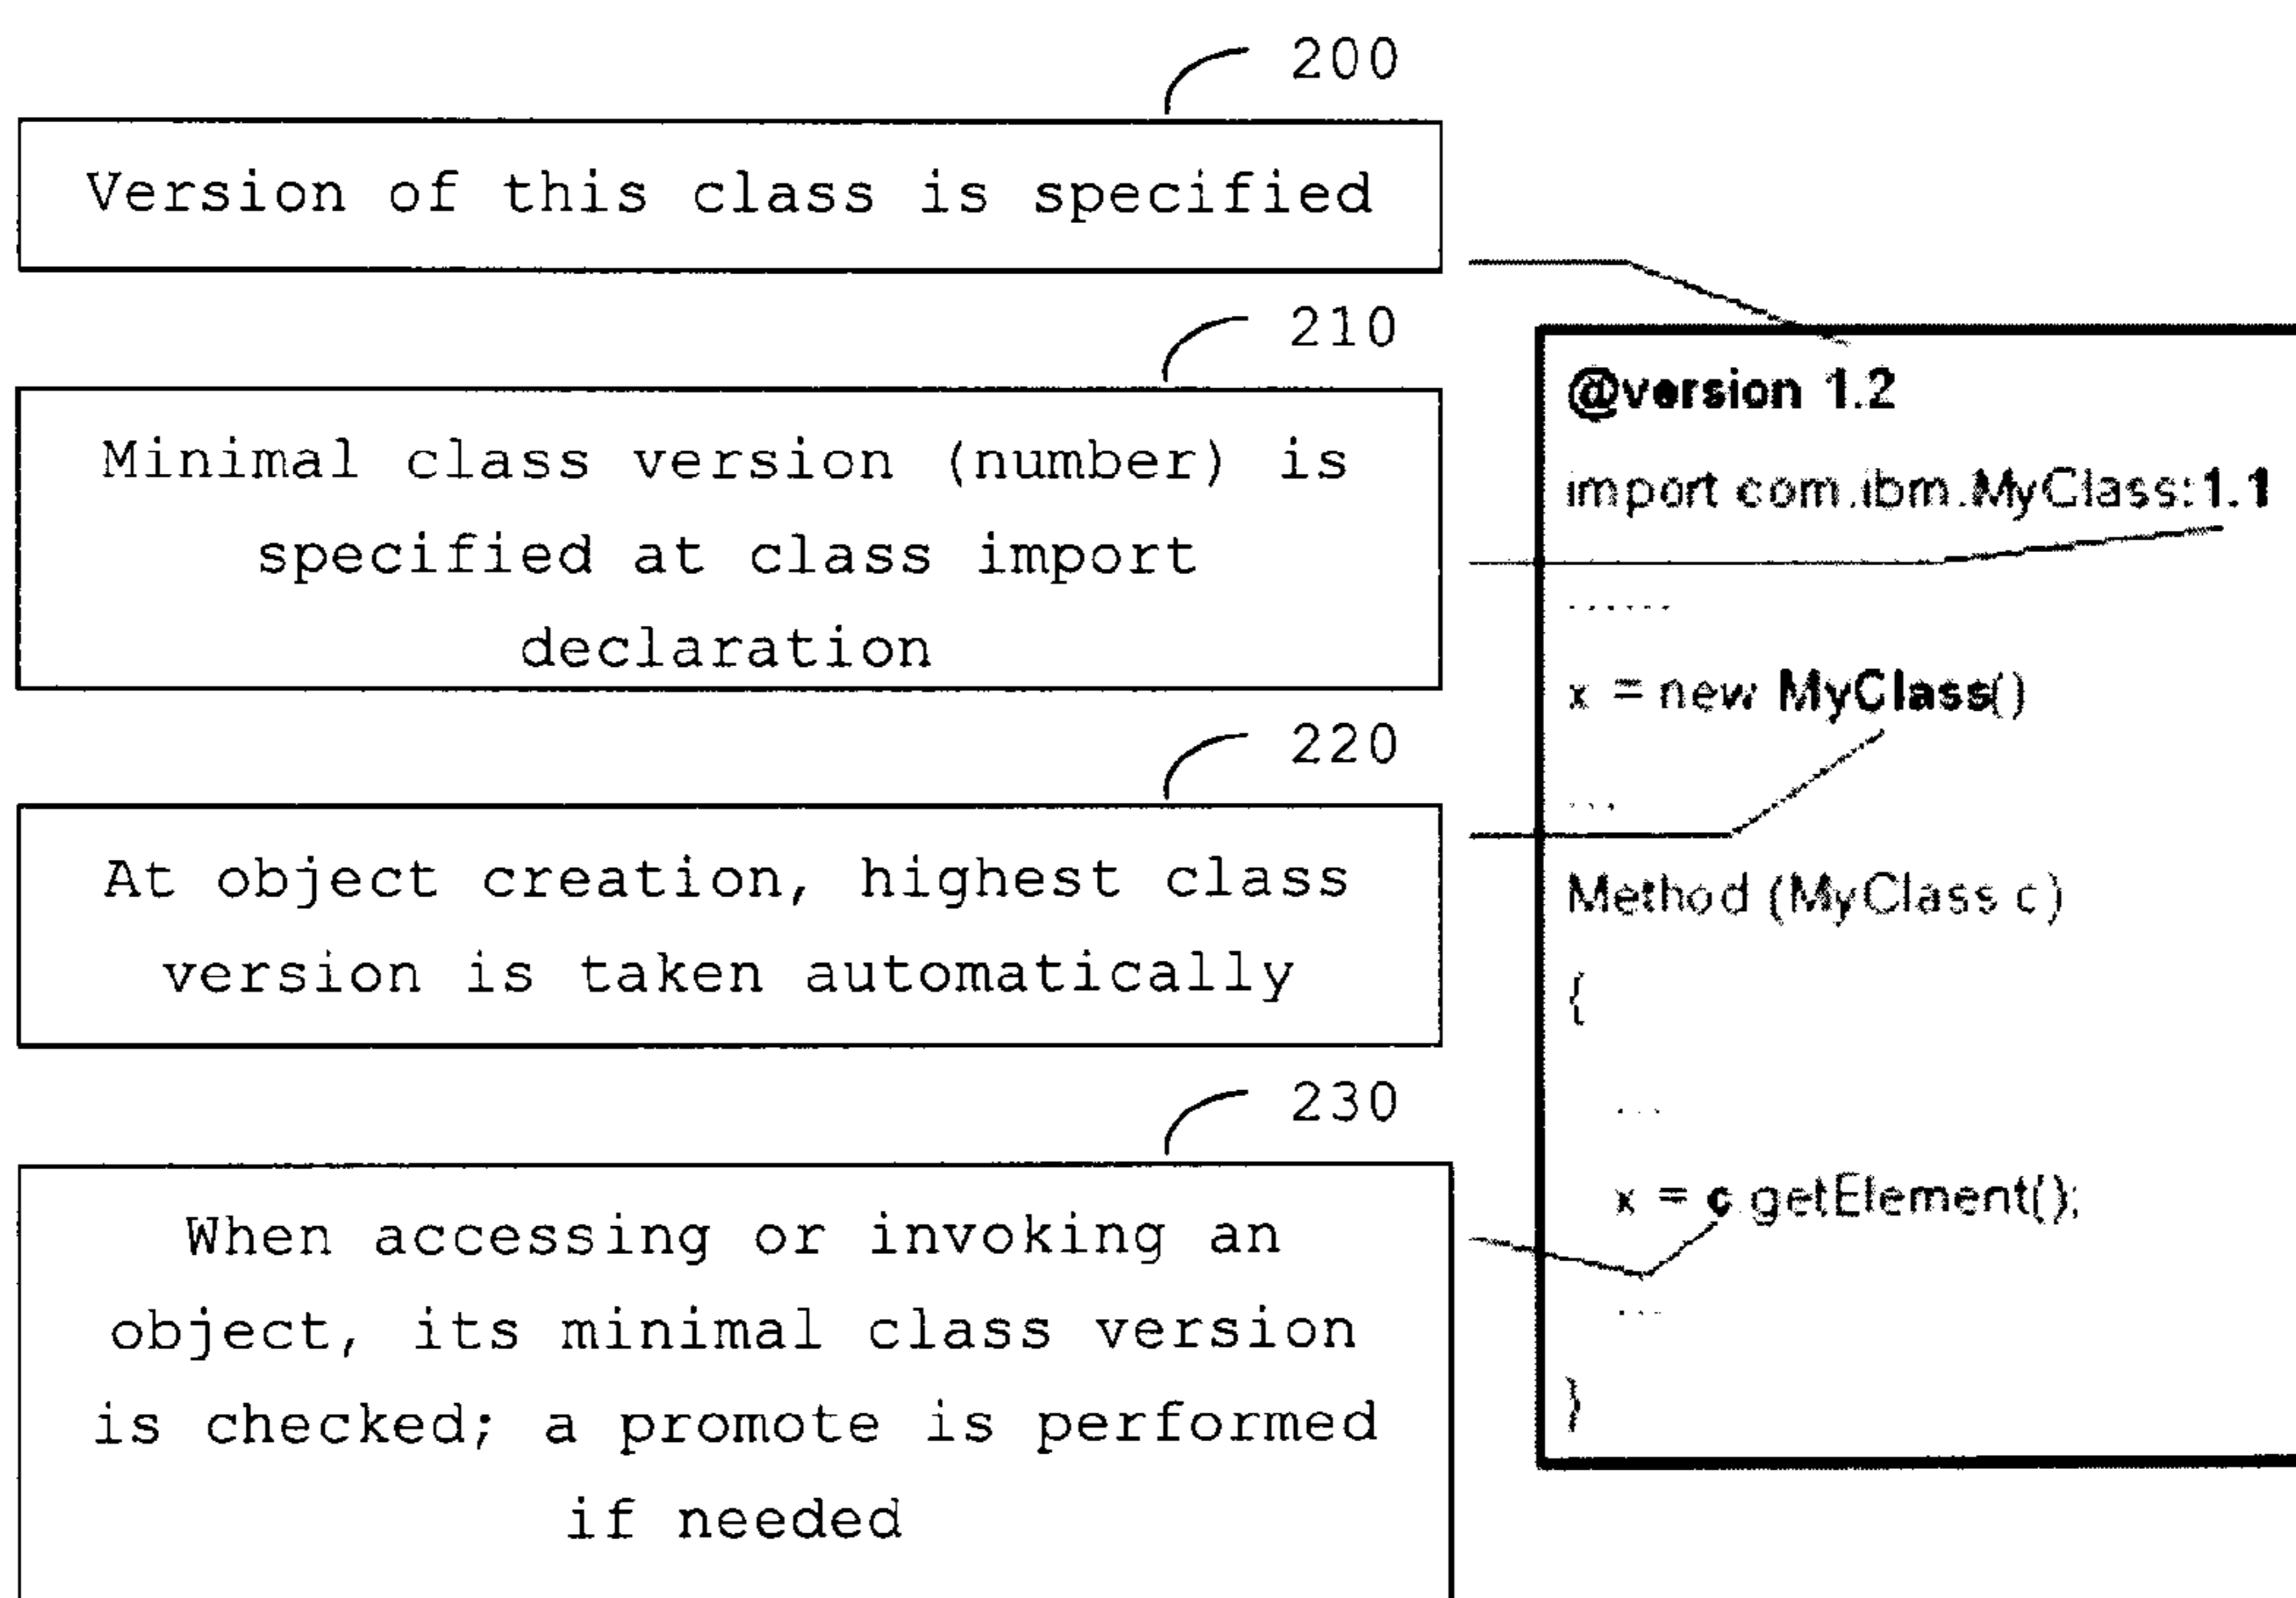 200
Version of this class is specified
210
Minimal class version (number) is
specified at class import
declaration
220
At object creation, highest class
version is taken automatically
230
When accessing or invoking an
object, its minimal class version
is checked; a promote is performed
if needed
@version 1.2
import com.ibm.MyClass:1.1
......
x = new MyClass()
...
Method (MyClass c)
{
...
x = c.getElement();
...
}